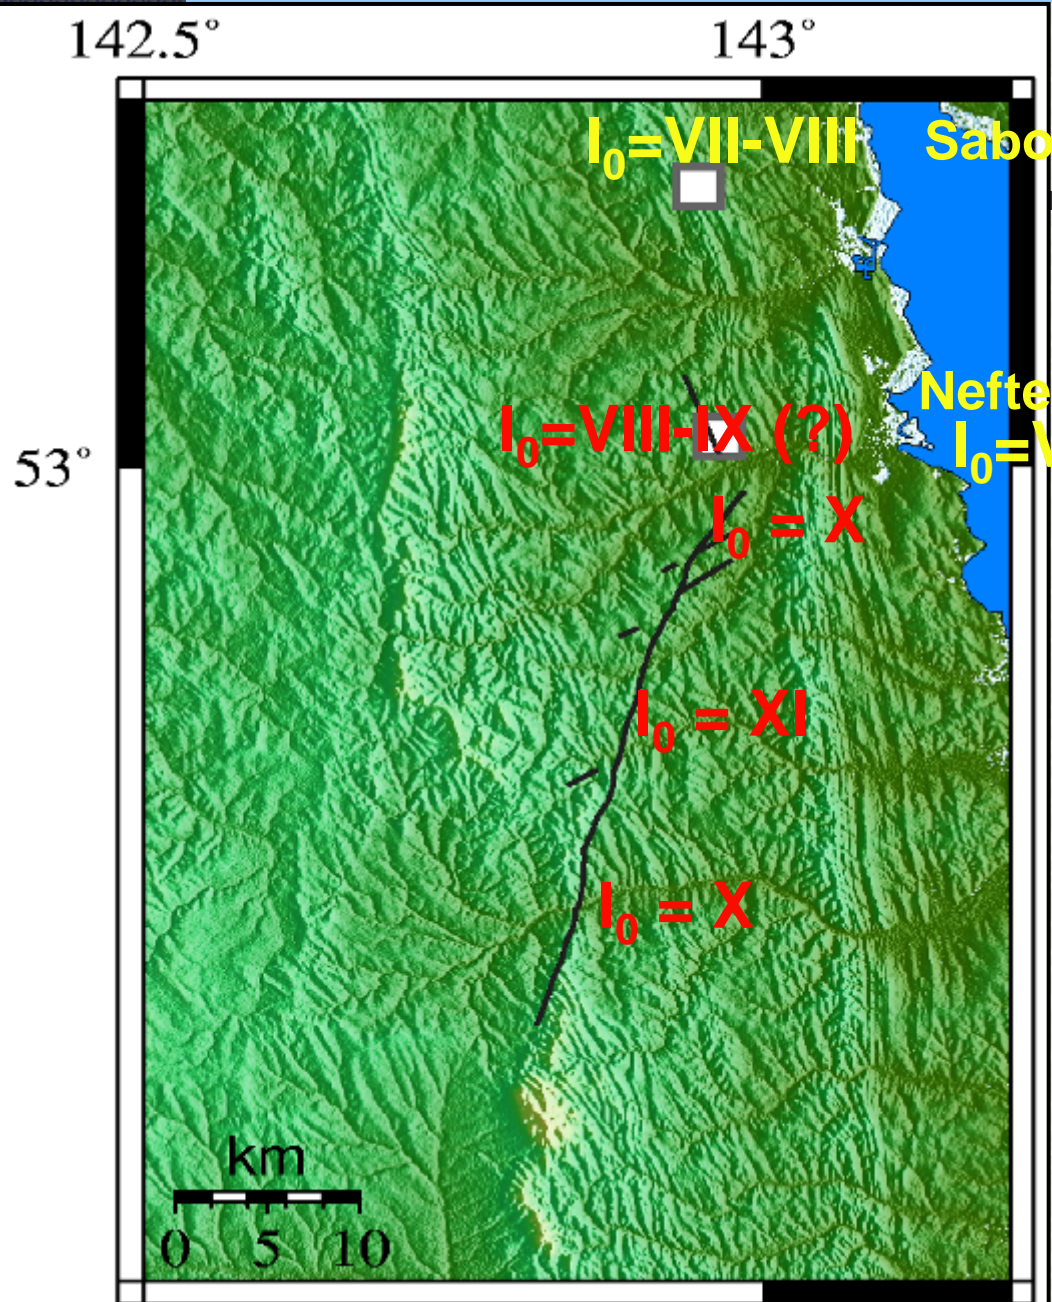 142.5° 143°
I₀=VII-VIII Sabo
Nefte
I₀=VIII-IX (?) I₀=V
53°
I₀ = X
I₀ = XI
I₀ = X
km
0 5 10